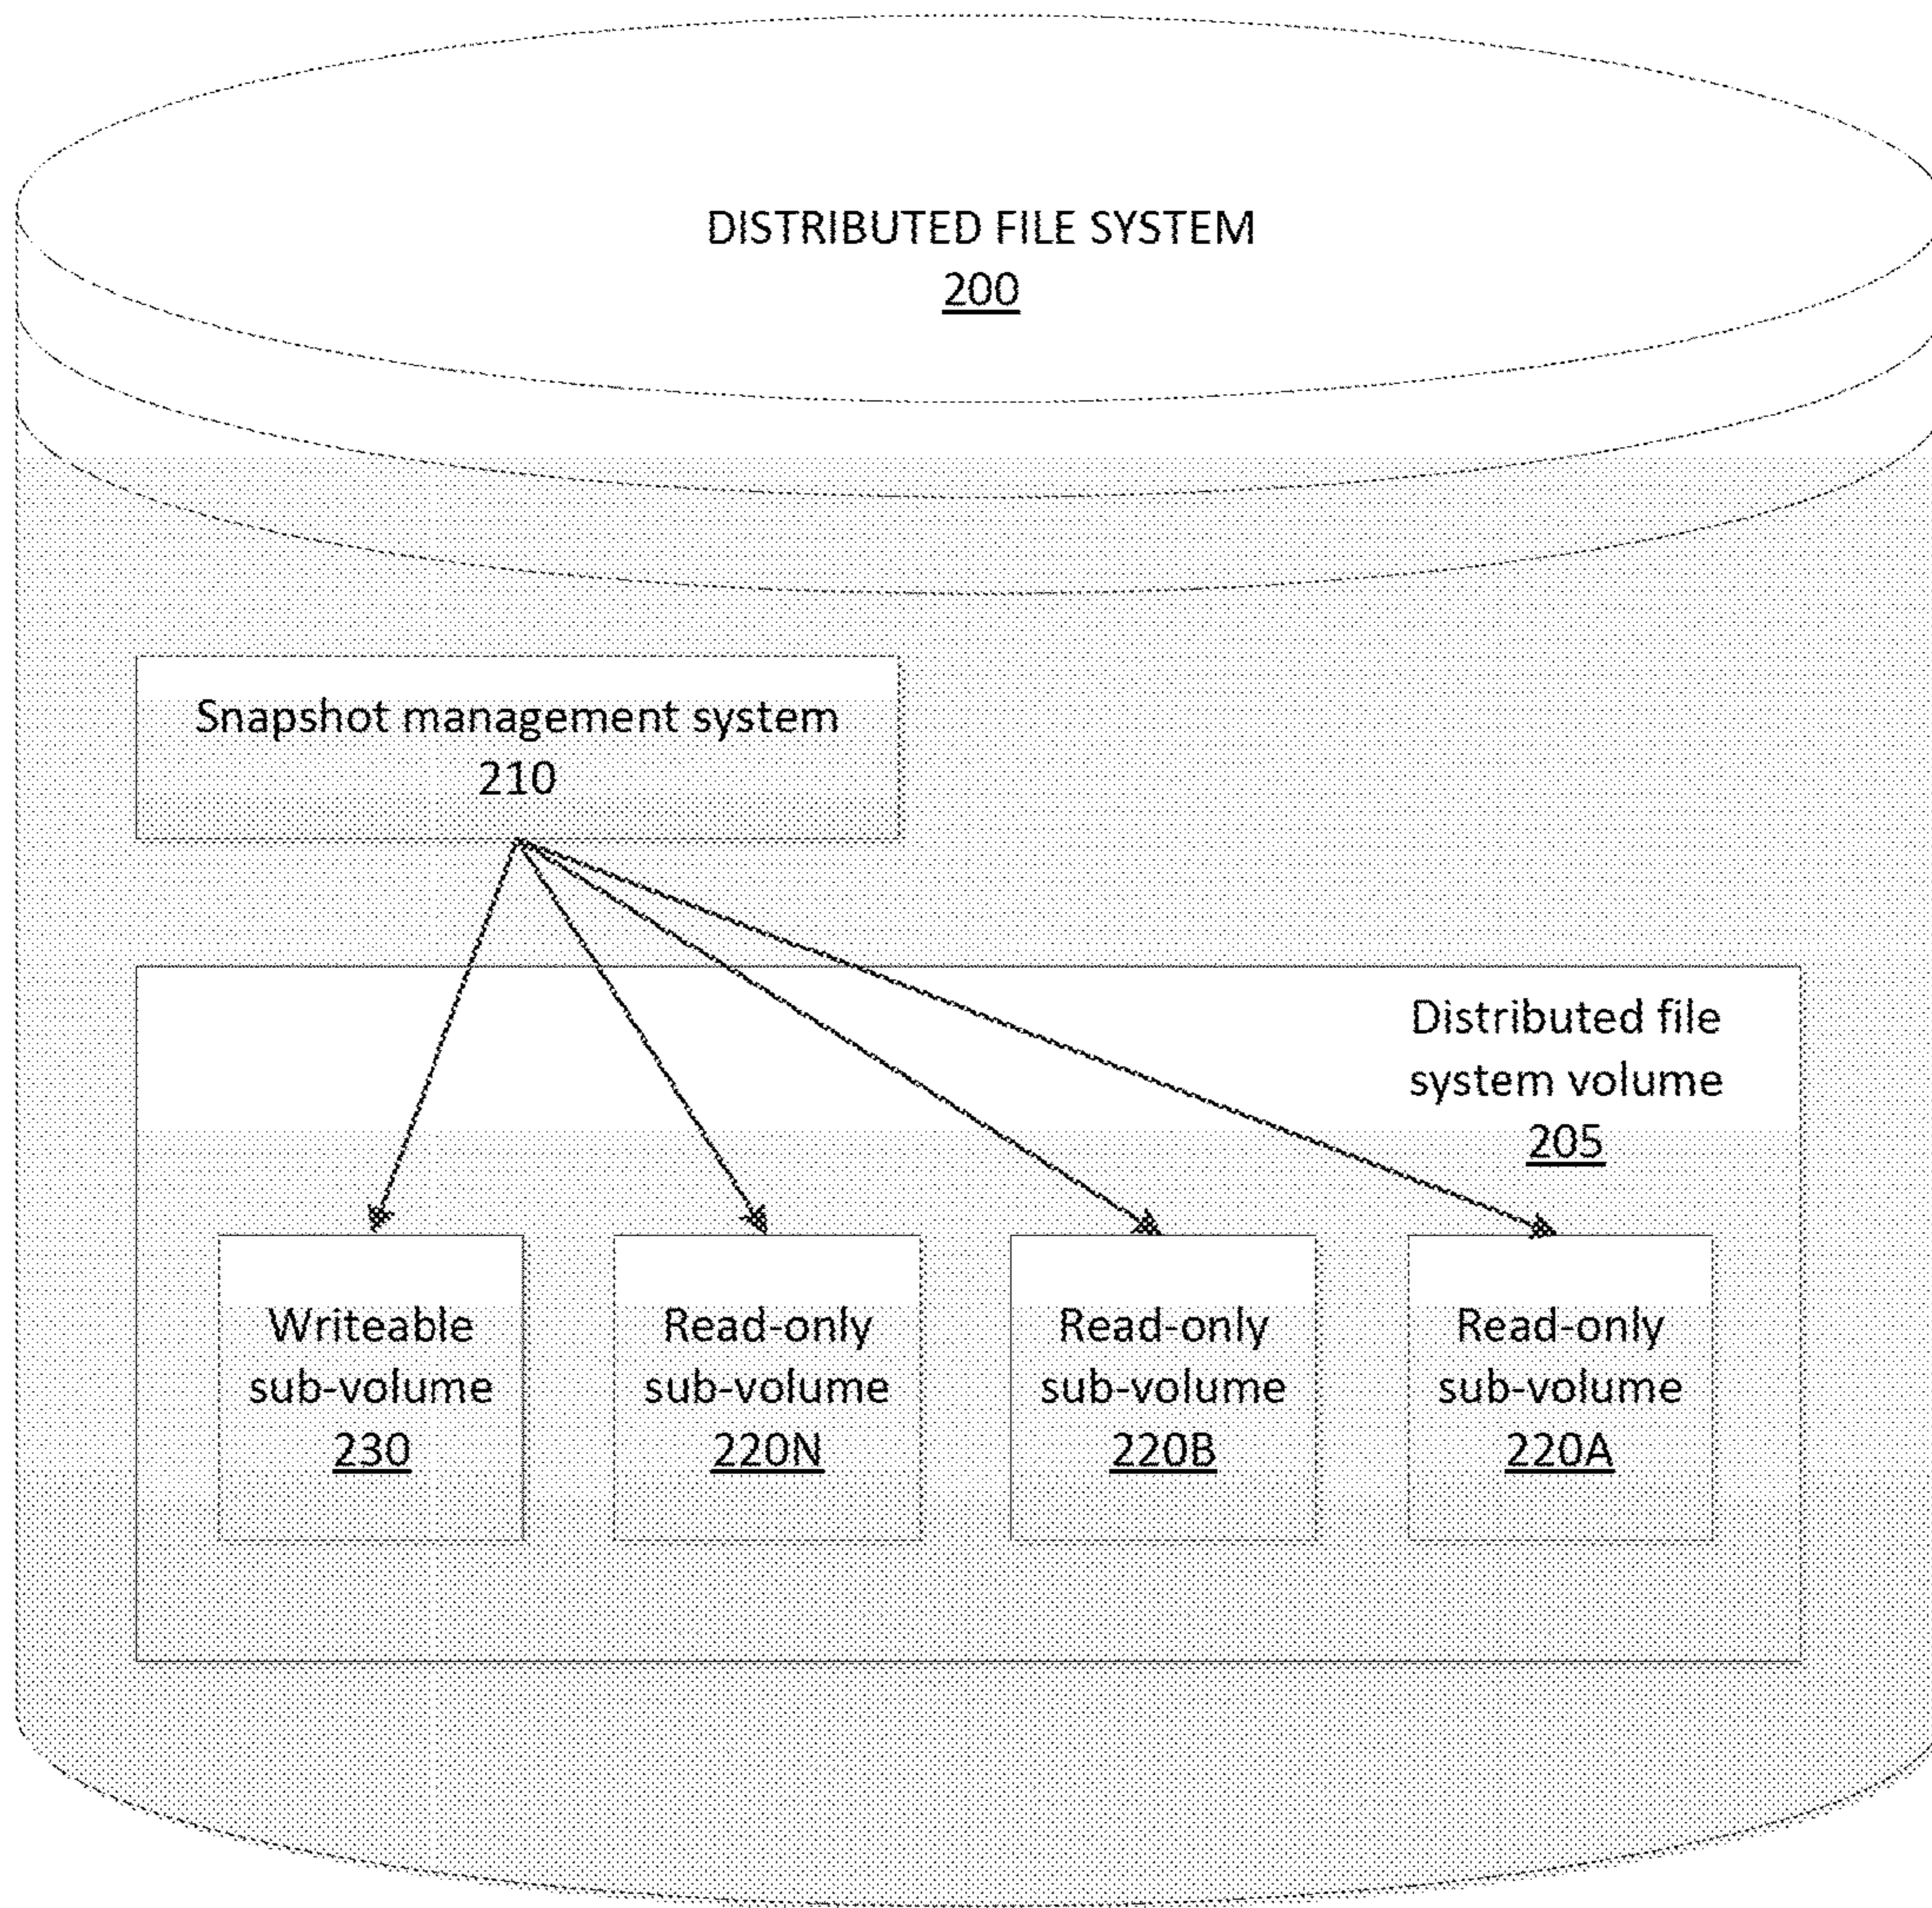 DISTRIBUTED FILE SYSTEM
200
Snapshot management system
210
Distributed file
system volume
205
Writeable
sub-volume
230
Read-only
sub-volume
220N
Read-only
sub-volume
220B
Read-only
sub-volume
220A